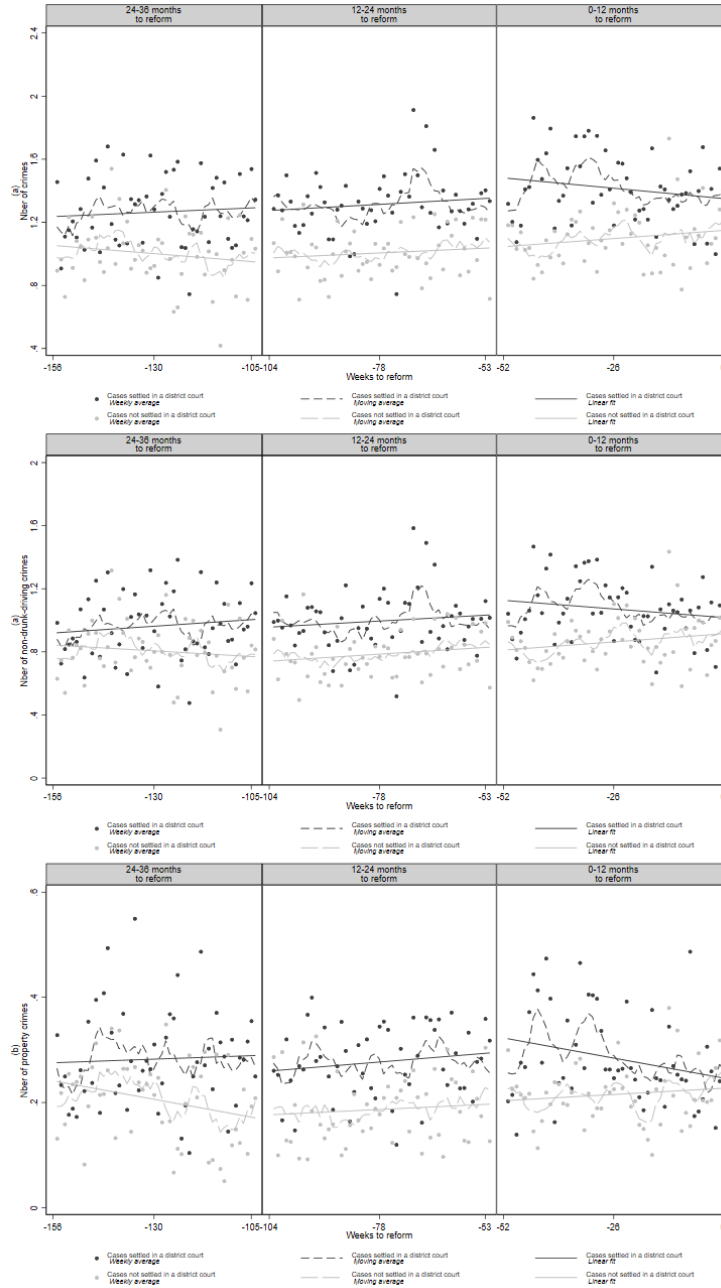 24-36 months
to reform
12-24 months
to reform
0-12 months
to reform
2.4
2
1.6
1.2
.8
.4
(a)
Nber of crimes
-156
-130
-105
-104
-78
-53
-52
-26
0
Weeks to reform
Cases settled in a district court
Weekly average
Cases settled in a district court
Moving average
Cases settled in a district court
Linear fit
Cases not settled in a district court
Weekly average
Cases not settled in a district court
Moving average
Cases not settled in a district court
Linear fit
24-36 months
to reform
12-24 months
to reform
0-12 months
to reform
2
1.6
1.2
.8
.4
0
(a)
Nber of non-drunk-driving crimes
-156
-130
-105
-104
-78
-53
-52
-26
0
Weeks to reform
Cases settled in a district court
Weekly average
Cases settled in a district court
Moving average
Cases settled in a district court
Linear fit
Cases not settled in a district court
Weekly average
Cases not settled in a district court
Moving average
Cases not settled in a district court
Linear fit
24-36 months
to reform
12-24 months
to reform
0-12 months
to reform
.6
.4
.2
0
(b)
Nber of property crimes
-156
-130
-105
-104
-78
-53
-52
-26
0
Weeks to reform
Cases settled in a district court
Weekly average
Cases settled in a district court
Moving average
Cases settled in a district court
Linear fit
Cases not settled in a district court
Weekly average
Cases not settled in a district court
Moving average
Cases not settled in a district court
Linear fit